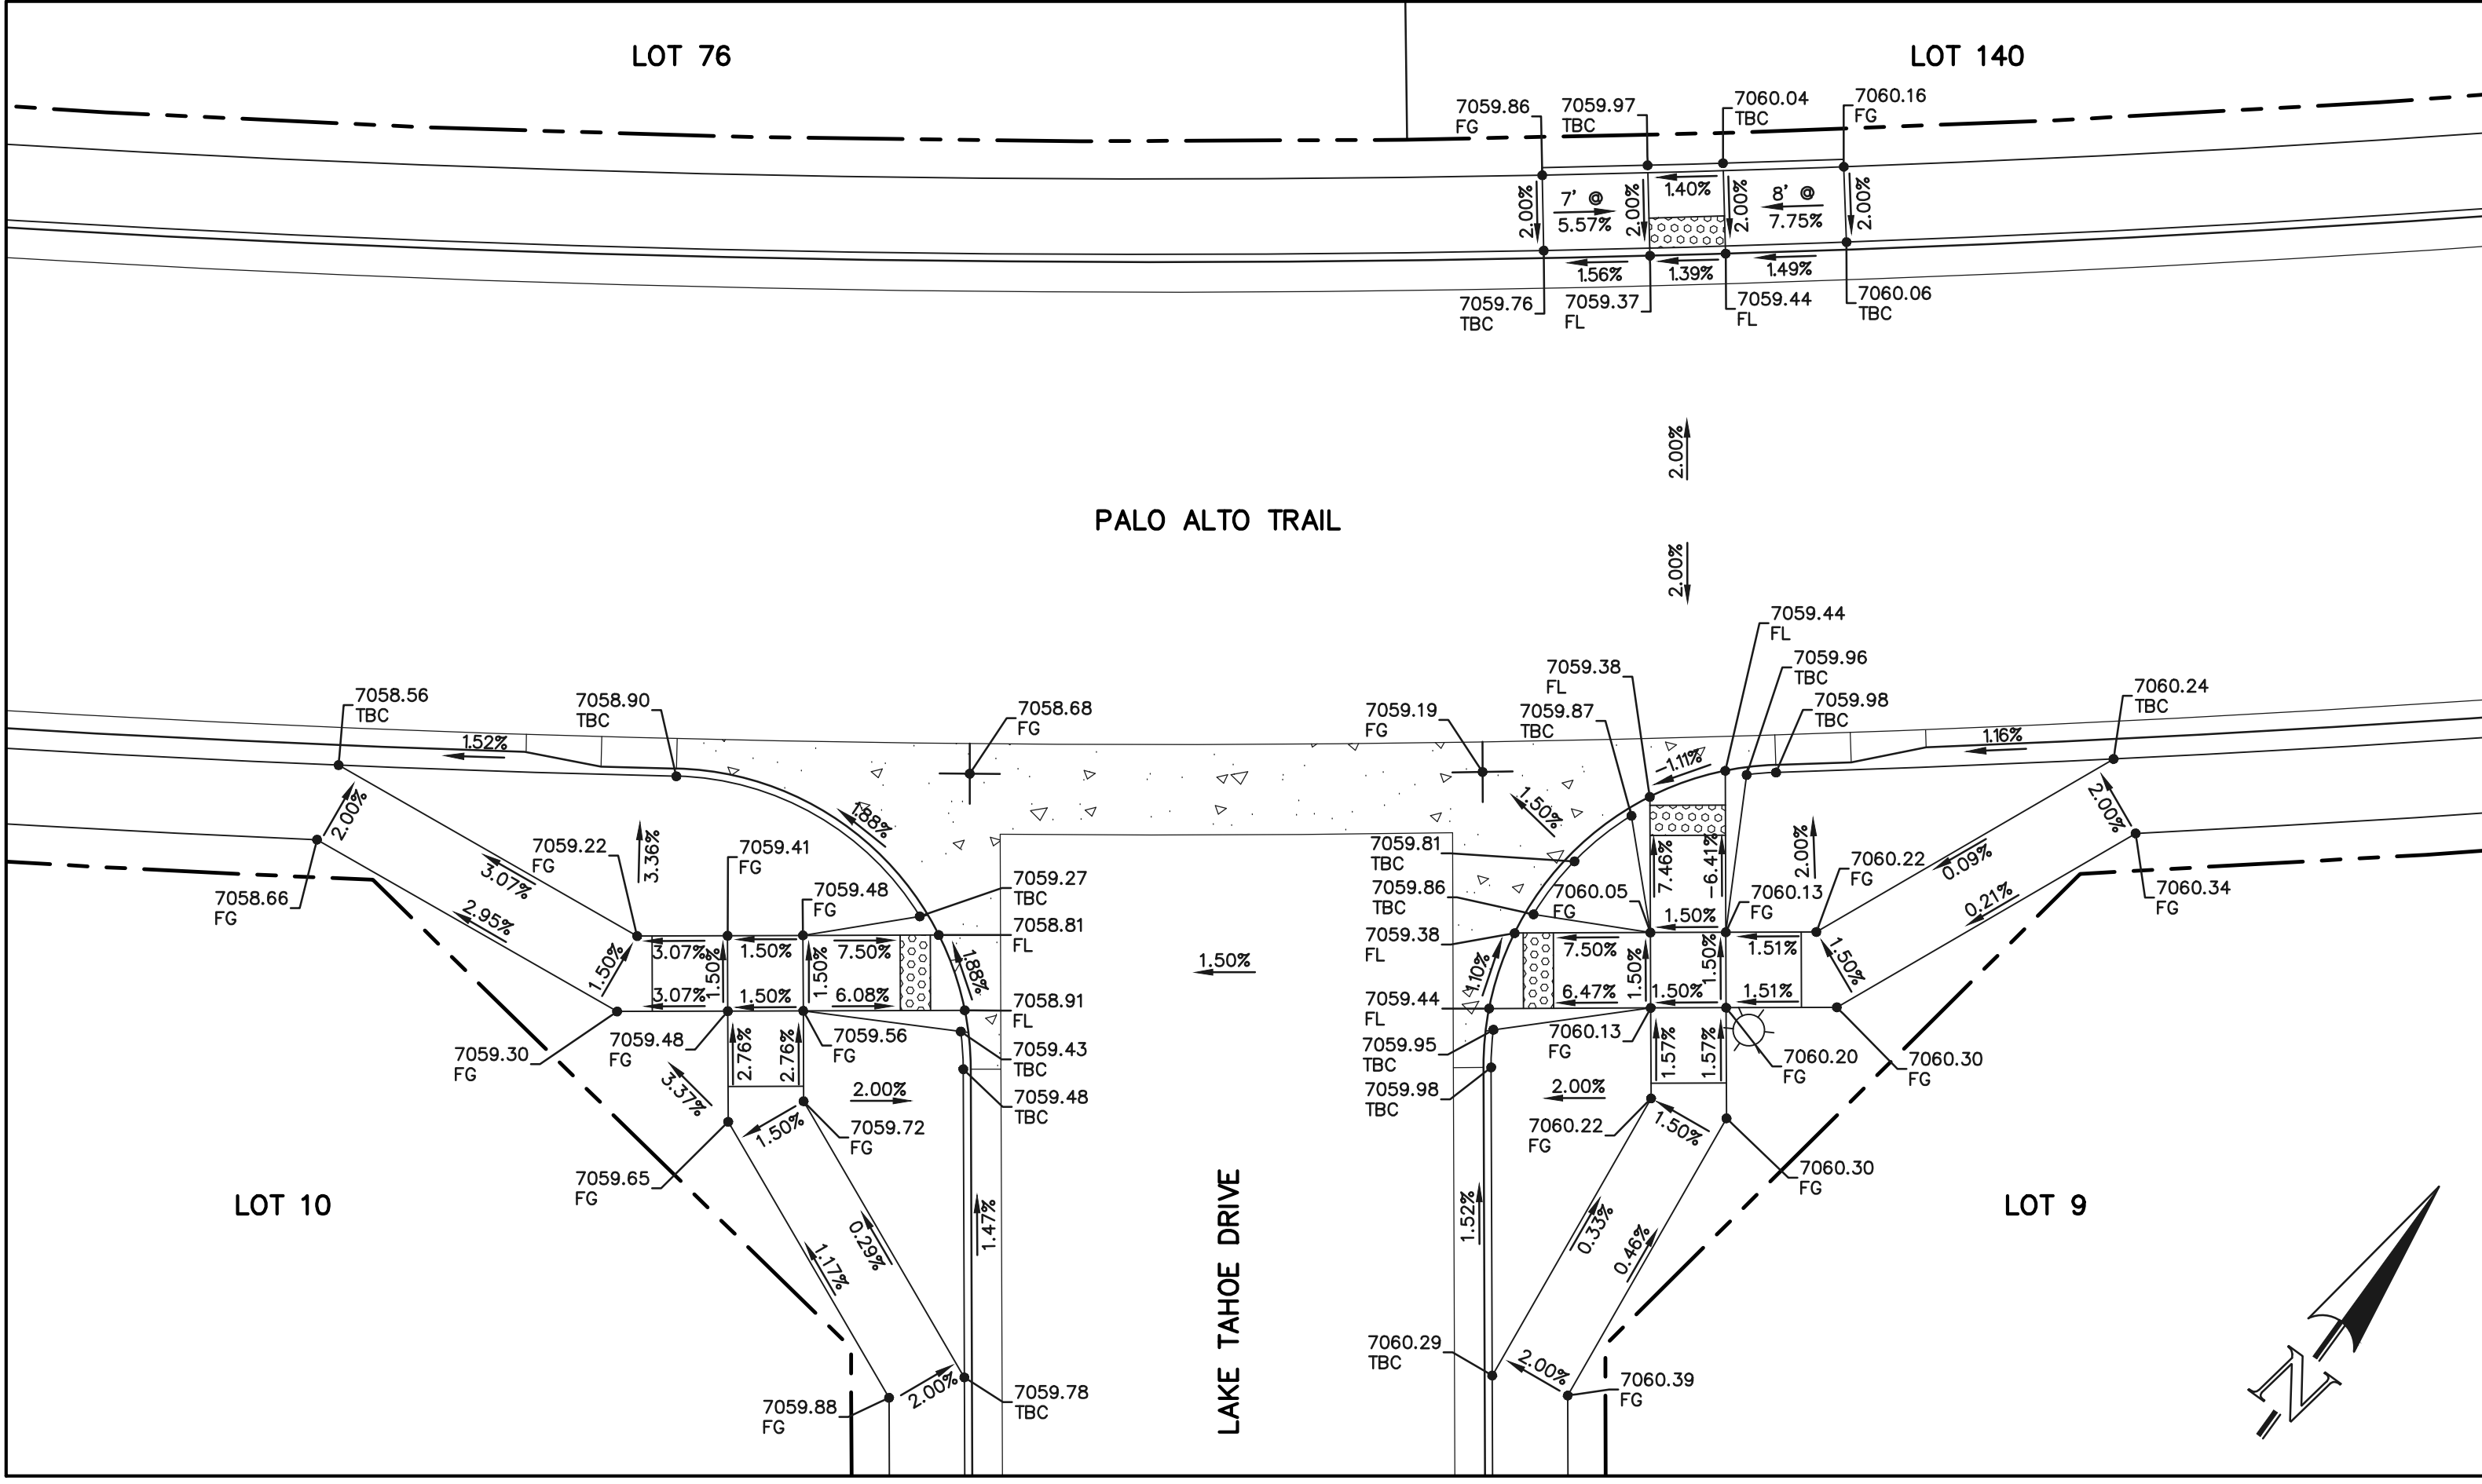 LOT 76
LOT 140
7059.86
FG
7059.97
TBC
7060.04
TBC
7060.16
FG
2.00%
7' @
5.57%
2.00%
1.40%
2.00%
8' @
7.75%
2.00%
1.56%
1.39%
1.49%
7059.76
TBC
7059.37
FL
7059.44
FL
7060.06
TBC
2.00%
PALO ALTO TRAIL
2.00%
7058.56
TBC
7058.90
TBC
7058.68
FG
7059.19
FG
7059.38
FL
7059.87
TBC
7059.44
FL
7059.96
TBC
7059.98
TBC
7060.24
TBC
1.52%
1.16%
-1.11%
2.00%
1.88%
1.50%
2.00%
7059.22
FG
3.36%
7059.41
FG
7059.48
FG
7059.27
TBC
7058.81
FL
7059.81
TBC
7059.86
TBC
7059.38
FL
7060.05
FG
7.46%
-6.41%
7060.13
FG
2.00%
7060.22
FG
0.09%
0.21%
7060.34
FG
7058.66
FG
3.07%
2.95%
1.50%
3.07%
1.50%
1.50%
1.50%
7.50%
1.88%
3.07%
1.50%
6.08%
1.50%
1.10%
7.50%
1.50%
1.50%
1.50%
1.51%
1.50%
6.47%
1.50%
1.51%
7058.91
FL
7059.44
FL
7059.30
FG
7059.48
FG
2.76%
2.76%
7059.56
FG
7059.43
TBC
7059.95
TBC
7060.13
FG
1.57%
1.57%
7060.20
FG
7060.30
FG
3.37%
2.00%
7059.48
TBC
7059.98
TBC
2.00%
1.50%
7059.72
FG
7060.22
FG
1.50%
7059.65
FG
7060.30
FG
LOT 10
LOT 9
1.17%
0.29%
1.47%
LAKE TAHOE DRIVE
1.52%
0.33%
0.46%
7060.29
TBC
2.00%
7059.88
FG
2.00%
7059.78
TBC
7060.39
FG
N